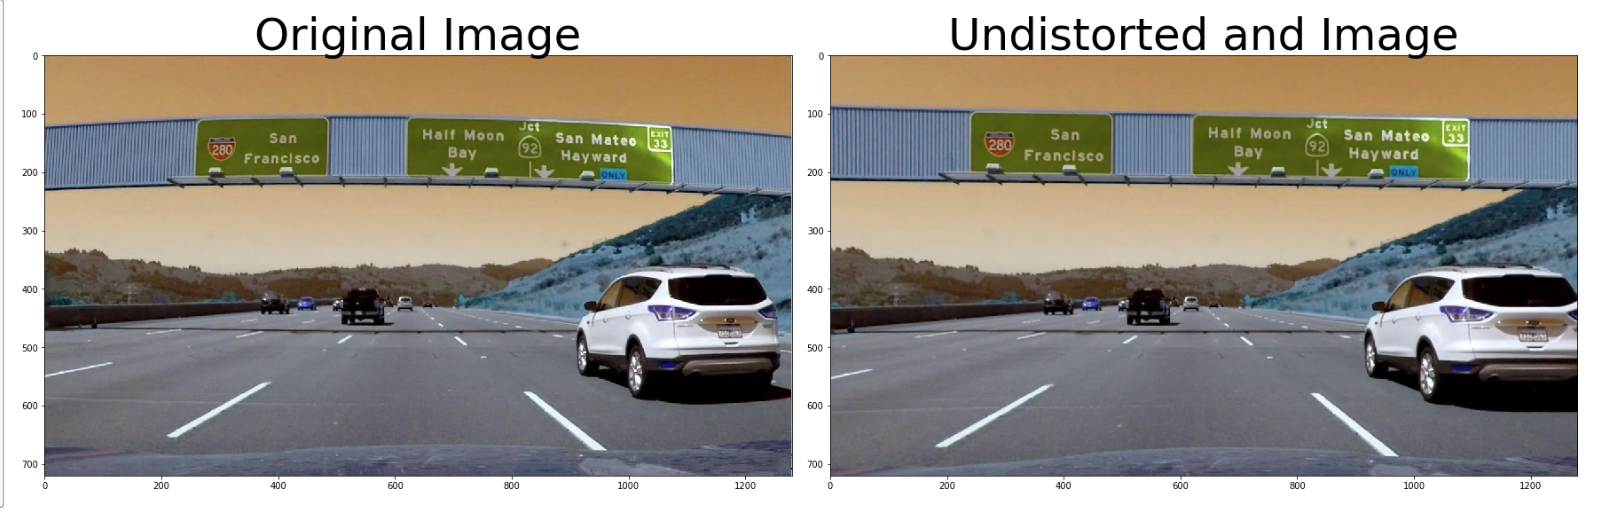 Original Image
Undistorted and Image
0
100
200
300
400
500
600
700
0
200
400
600
800
1000
1200
280
San
Francisco
Half Moon
Bay
Jct
92
San Mateo
Hayward
EXIT
33
ONLY
0
100
200
300
400
500
600
700
0
200
400
600
800
1000
1200
280
San
Francisco
Half Moon
Bay
Jct
92
San Mateo
Hayward
EXIT
33
ONLY